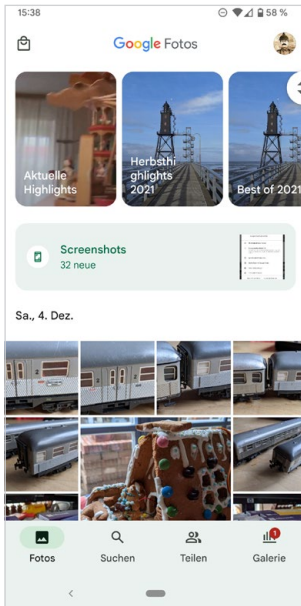 15:38
58 %
Google Fotos
Aktuelle
Highlights
Herbsthi
ghlights
2021
Best of 2021
Screenshots
32 neue
Sa., 4. Dez.
1
Fotos
Suchen
Teilen
Galerie